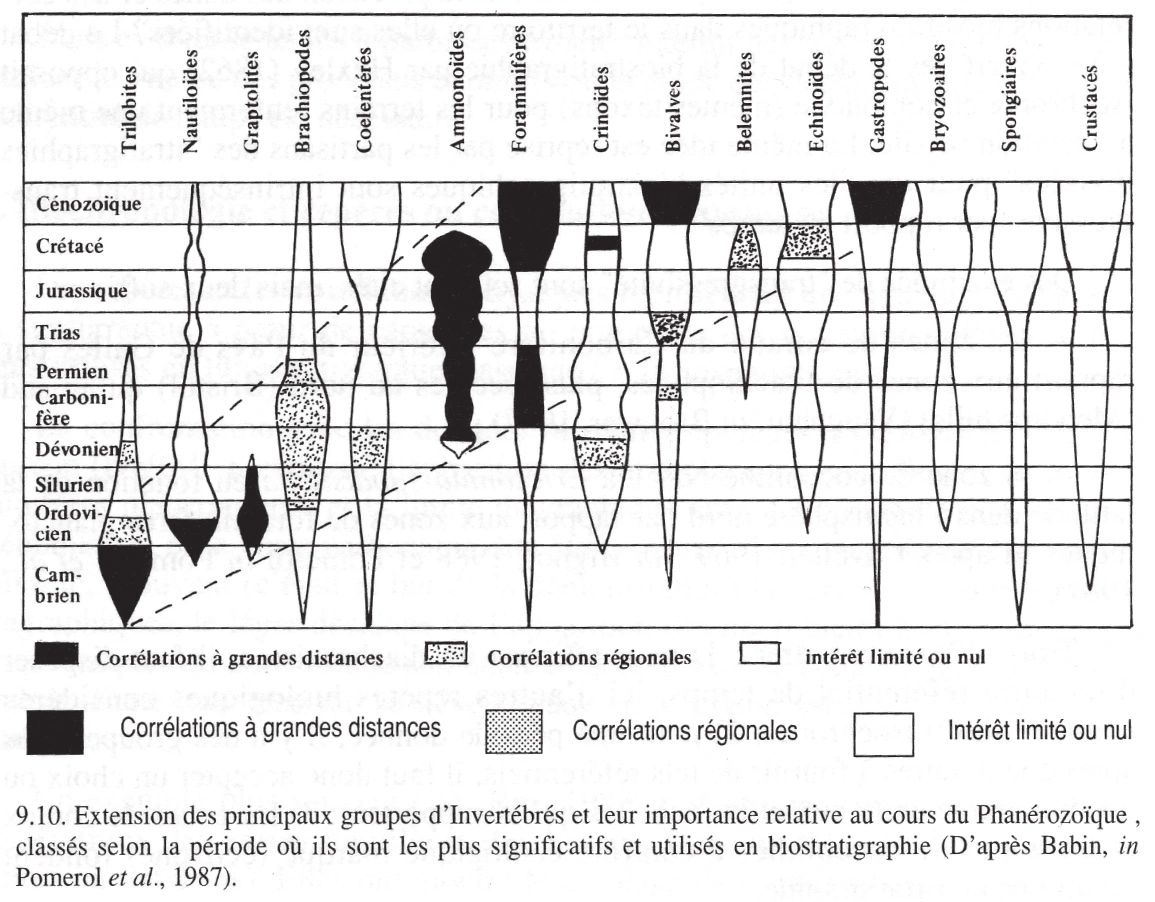 Trilobites
Nautiloïdes
Graptolites
Brachiopodes
Coelentérés
Ammonoïdes
Foraminifères
Crinoïdes
Bivalves
Belemnites
Echinoïdes
Gastropodes
Bryozoaires
Spongiaires
Crustacés
Cénozoïque
Crétacé
Jurassique
Trias
Permien
Carboni-
fère
Dévonien
Silurien
Ordovi-
cien
Cam-
brien
Corrélations à grandes distances
Corrélations régionales
Intérêt limité ou nul
Corrélations à grandes distances
Corrélations régionales
Intérêt limité ou nul
9.10. Extension des principaux groupes d'Invertébrés et leur importance relative au cours du Phanérozoïque ,
classés selon la période où ils sont les plus significatifs et utilisés en biostratigraphie (D'après Babin, in
Pomerol et al., 1987).